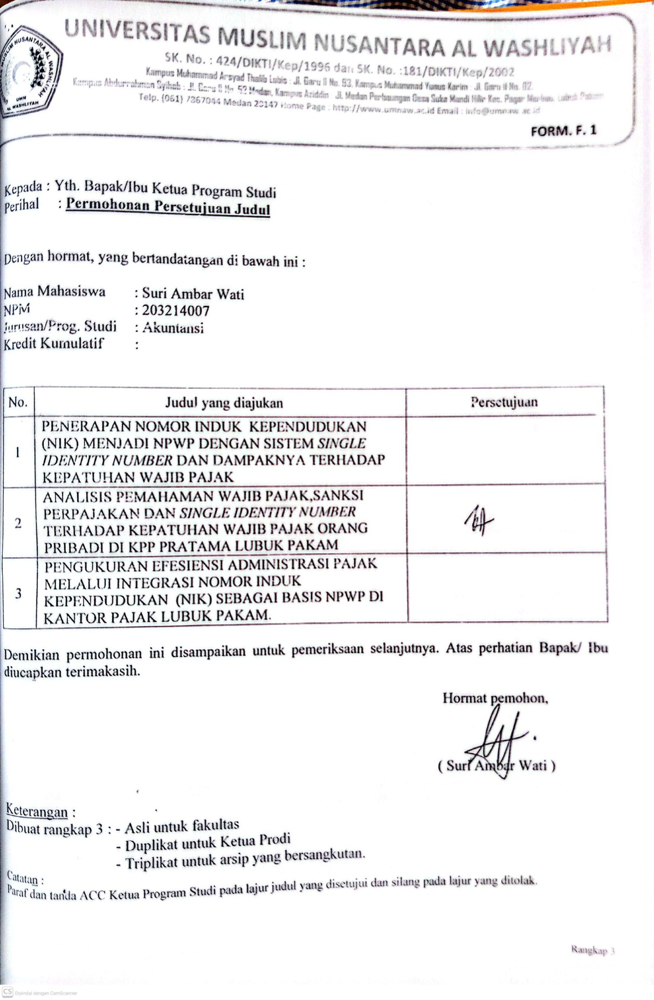 UNIVERSITAS MUSLIM NUSANTARA AL WASHLIYAH
SK. No. : 424/DIKTI/Kep/1996 dan SK. No. :181/DIKTI/Kep/2002
Kampus Muhammad Arsyad Thalib Lubis : Jl. Garu II No. 93, Kampus Muhammad Yunus Karim : Jl. Garu II No. 02,
Kampus Abdurrahman Syihab : Jl. Garu II No. 52 Medan, Kampus Aziddin : Jl. Medan Perbaungan Desa Suka Mandi Hilir Kec. Pagar Merbau, Lubuk Pakam
Telp. (061) 7867044 Medan 20147 Home Page : http://www.umnaw.ac.id Email : info@umnaw.ac.id
UMN
AL WASHLIYAH
FORM. F. 1
Kepada : Yth. Bapak/Ibu Ketua Program Studi
Perihal : Permohonan Persetujuan Judul
Dengan hormat, yang bertandatangan di bawah ini :
Nama Mahasiswa : Suri Ambar Wati
NPM : 203214007
Jurusan/Prog. Studi : Akuntansi
Kredit Kumulatif :
No. Judul yang diajukan Persetujuan
1 PENERAPAN NOMOR INDUK KEPENDUDUKAN
(NIK) MENJADI NPWP DENGAN SISTEM SINGLE
IDENTITY NUMBER DAN DAMPAKNYA TERHADAP
KEPATUHAN WAJIB PAJAK
2 ANALISIS PEMAHAMAN WAJIB PAJAK,SANKSI
PERPAJAKAN DAN SINGLE IDENTITY NUMBER
TERHADAP KEPATUHAN WAJIB PAJAK ORANG
PRIBADI DI KPP PRATAMA LUBUK PAKAM
3 PENGUKURAN EFESIENSI ADMINISTRASI PAJAK
MELALUI INTEGRASI NOMOR INDUK
KEPENDUDUKAN (NIK) SEBAGAI BASIS NPWP DI
KANTOR PAJAK LUBUK PAKAM.
Demikian permohonan ini disampaikan untuk pemeriksaan selanjutnya. Atas perhatian Bapak/ Ibu
diucapkan terimakasih.
Hormat pemohon,
( Suri Ambar Wati )
Keterangan :
Dibuat rangkap 3 : - Asli untuk fakultas
- Duplikat untuk Ketua Prodi
- Triplikat untuk arsip yang bersangkutan.
Catatan :
Paraf dan tanda ACC Ketua Program Studi pada lajur judul yang disetujui dan silang pada lajur yang ditolak.
Rangkap 3
CS Dipindai dengan CamScanner